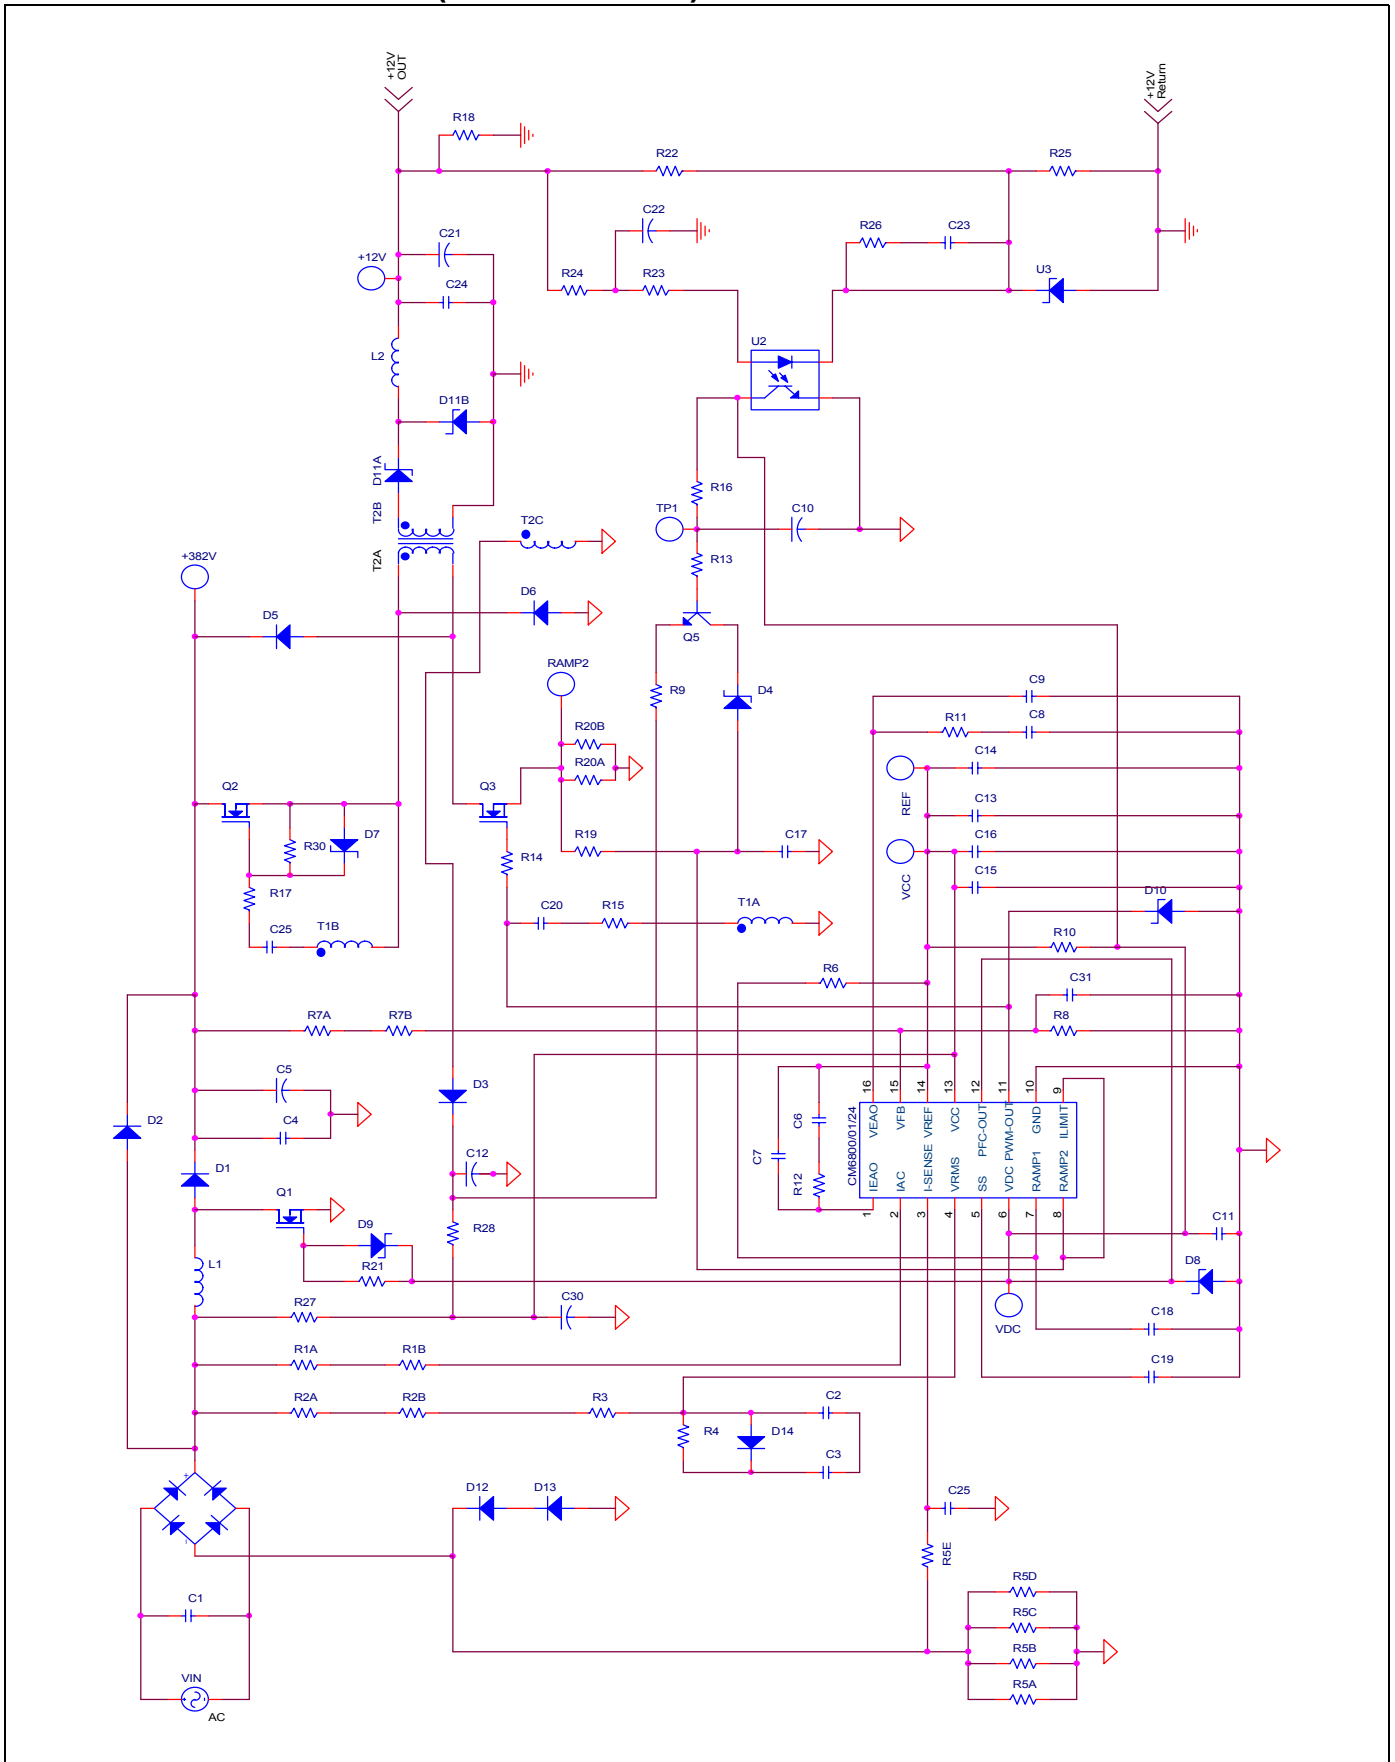 +12V
OUT
+12V
Return
R18
R22
R25
C22
C21
R26
C23
+12V
C24
R24
R23
U3
L2
U2
D11B
D11A
R16
T2B
TP1
C10
T2C
+382V
T2A
R13
D5
D6
Q5
RAMP2
R9
D4
C9
R11
C8
R20B
C14
R20A
Q2
Q3
REF
C13
D7
R30
R19
C17
C16
R14
VCC
C15
R17
D10
T1B
C20
R15
T1A
C25
R10
R6
C31
R7A
R7B
R8
C5
D3
16
15
14
13
12
11
10
9
D2
C4
C6
CM6800/01/24
VEAO
VFB
VREF
VCC
PFC-OUT
PWM-OUT
GND
ILIMIT
C12
C7
D1
R12
IEAO
IAC
I-SENSE
VRMS
SS
VDC
RAMP1
RAMP2
Q1
1
2
3
4
5
6
7
8
D9
R28
C11
L1
R21
D8
R27
C30
C18
VDC
R1A
R1B
C19
R2A
R2B
R3
C2
R4
D14
C3
+
D12
D13
C25
-
R5E
R5D
C1
R5C
R5B
VIN
R5A
AC